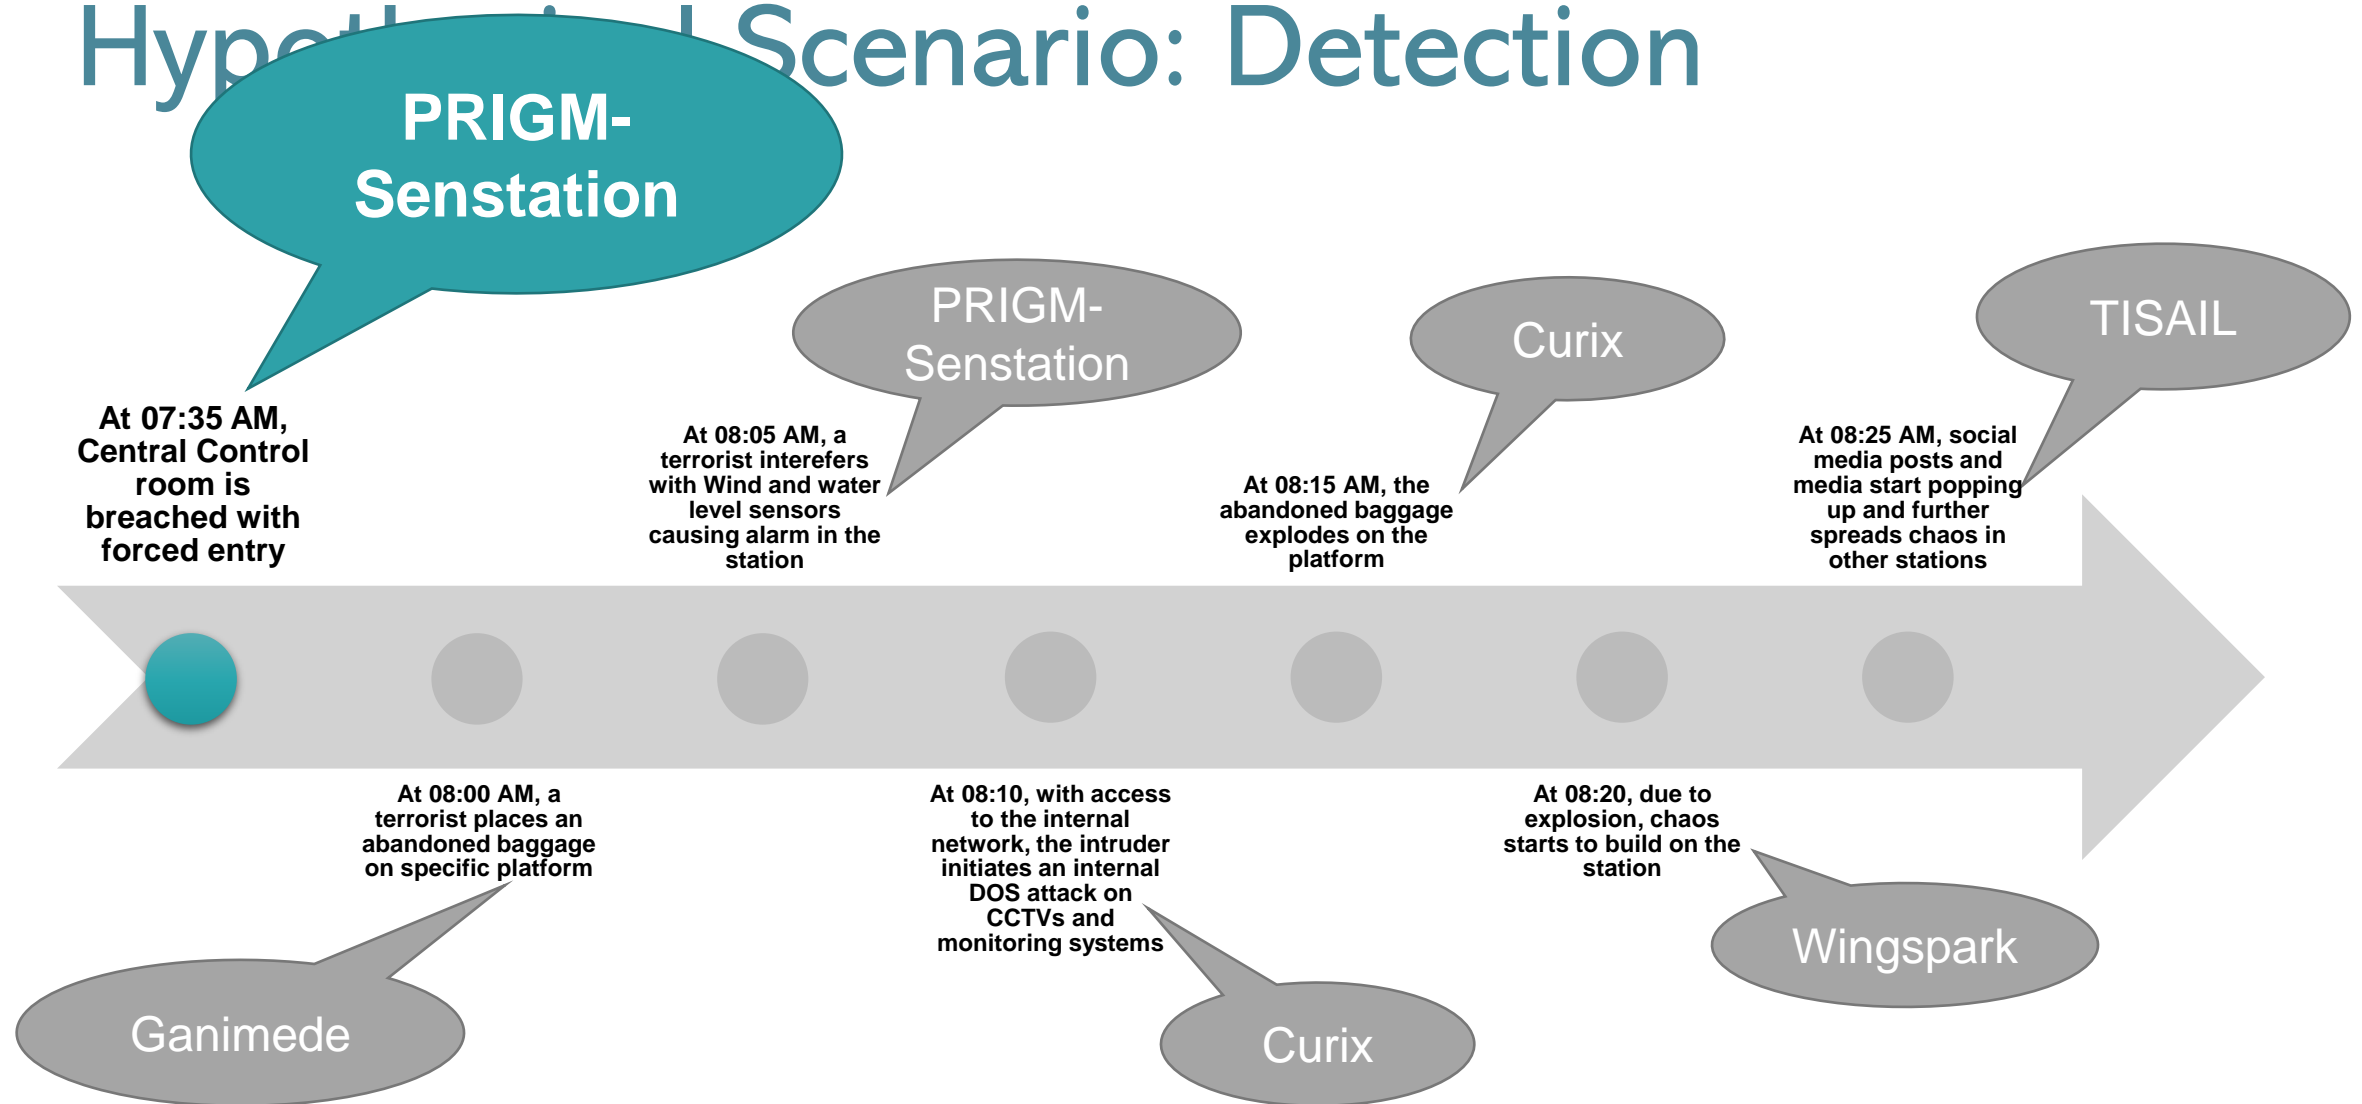 Scenario: Detection
PRIGM-
Senstation
PRIGM-
Senstation
Curix
TISAIL
At 07:35 AM,
Central Control
room is
breached with
forced entry
At 08:05 AM, a
terrorist interefers
with Wind and water
level sensors
causing alarm in the
station
At 08:15 AM, the
abandoned baggage
explodes on the
platform
At 08:25 AM, social
media posts and
media start popping
up and further
spreads chaos in
other stations
At 08:00 AM, a
terrorist places an
abandoned baggage
on specific platform
At 08:10, with access
to the internal
network, the intruder
initiates an internal
DOS attack on
CCTVs and
monitoring systems
At 08:20, due to
explosion, chaos
starts to build on the
station
Ganimede
Curix
Wingspark